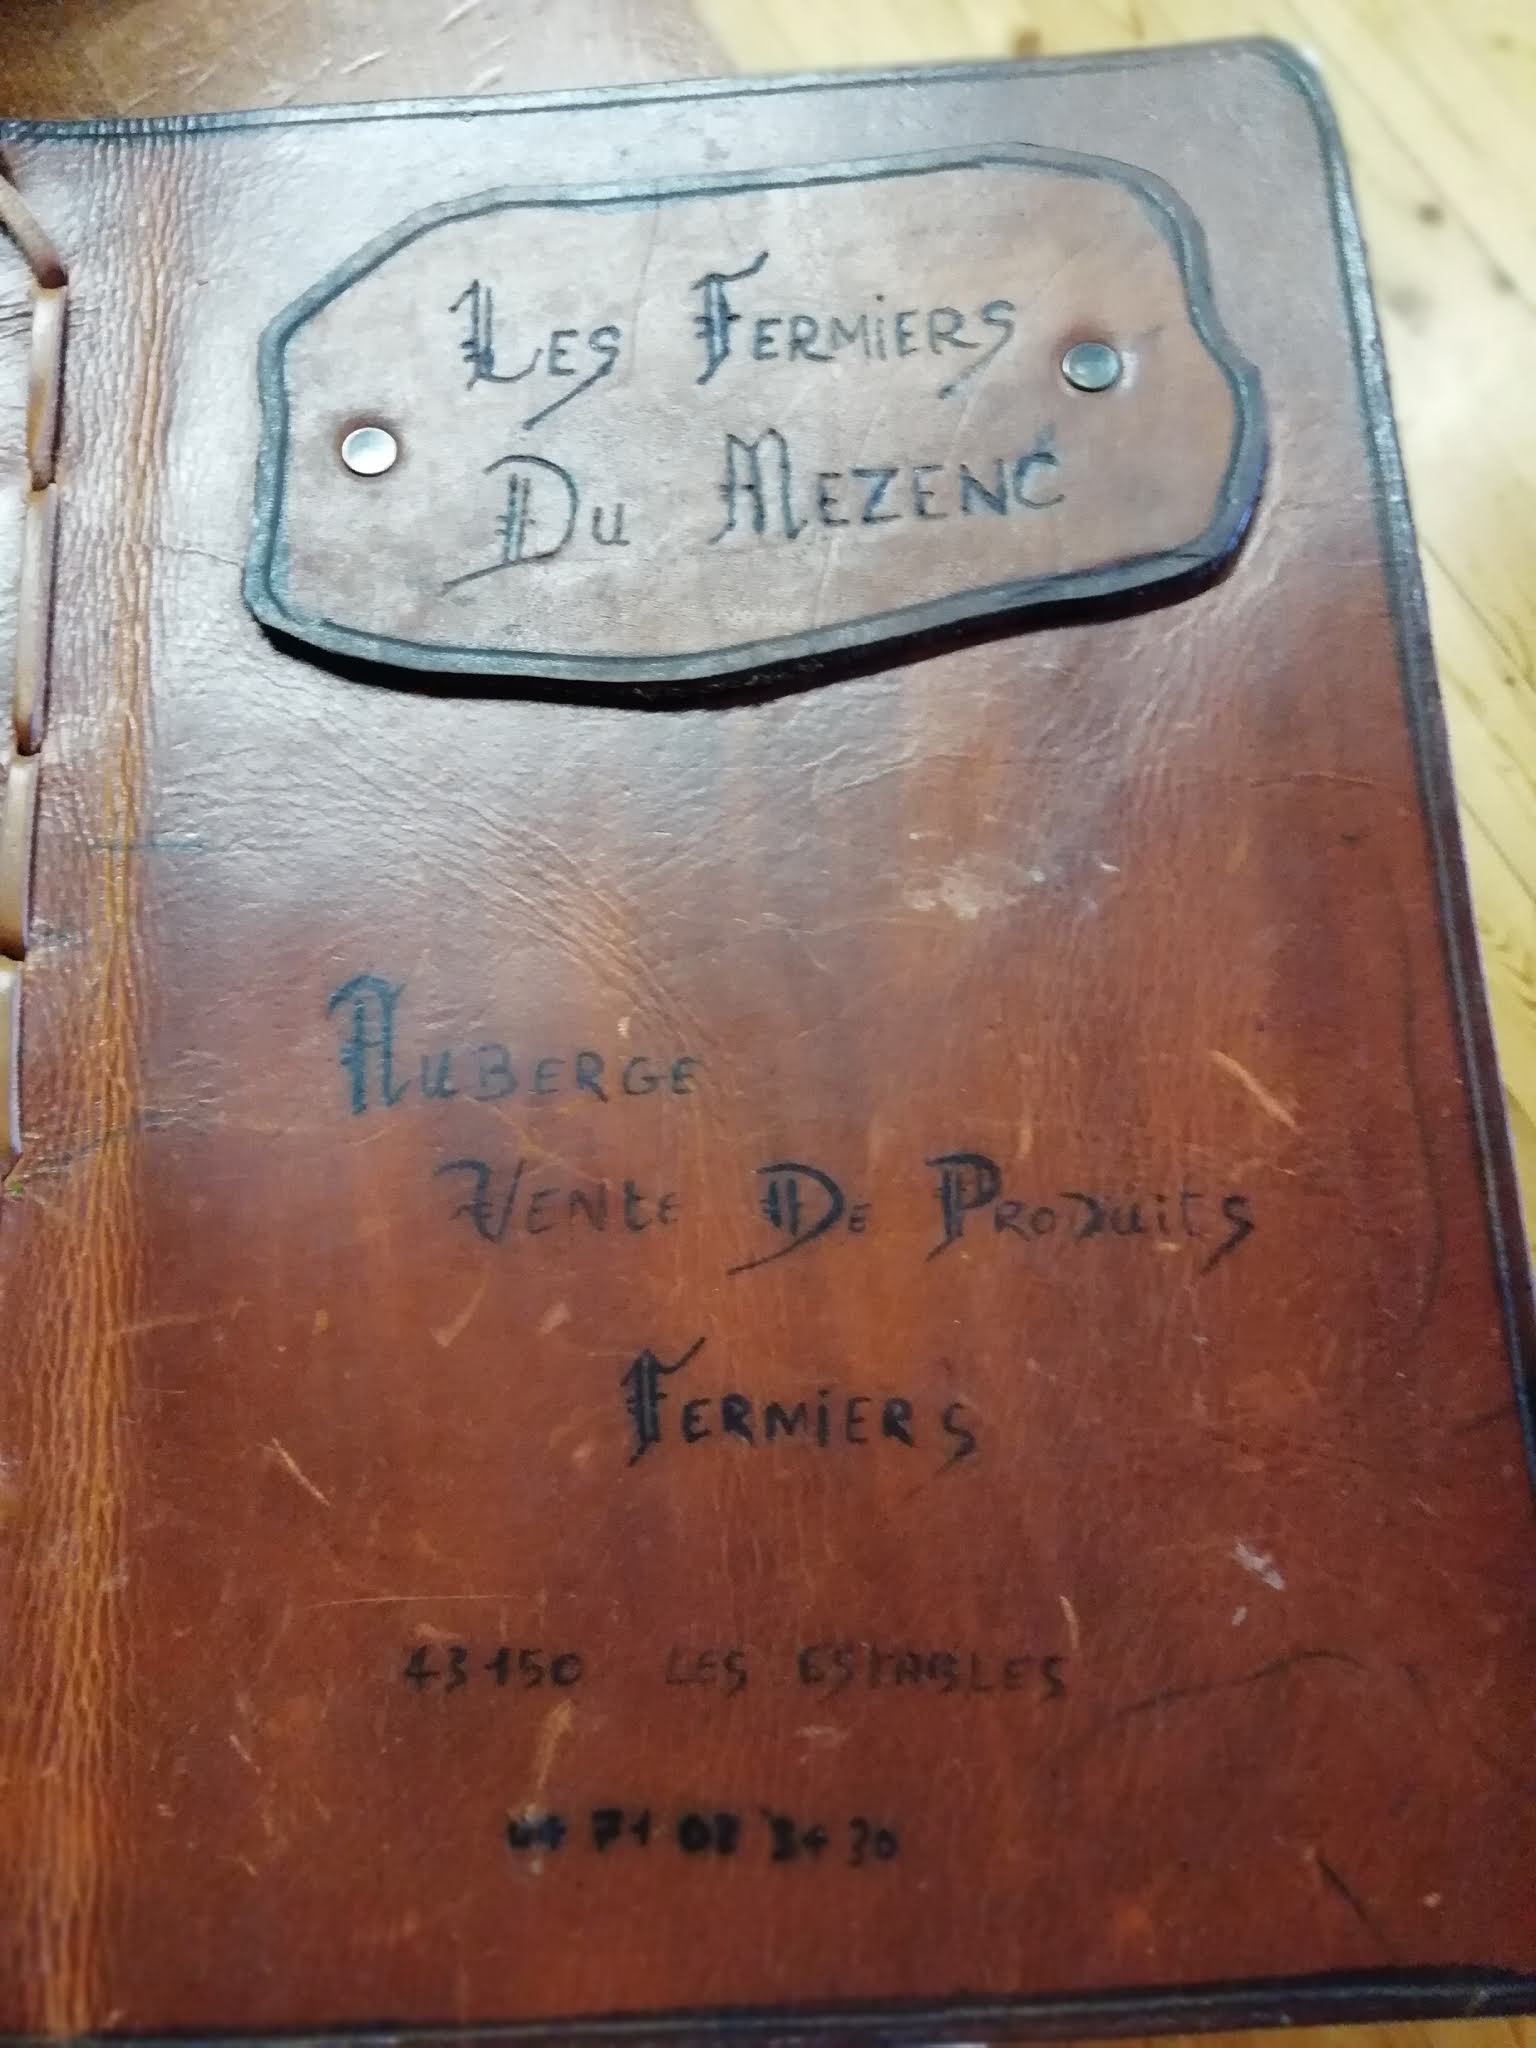 Les Fermiers
Du Mezenc
Auberge
Vente De Produits
Fermiers
43150 LES ESTABLES
04 71 08 34 30